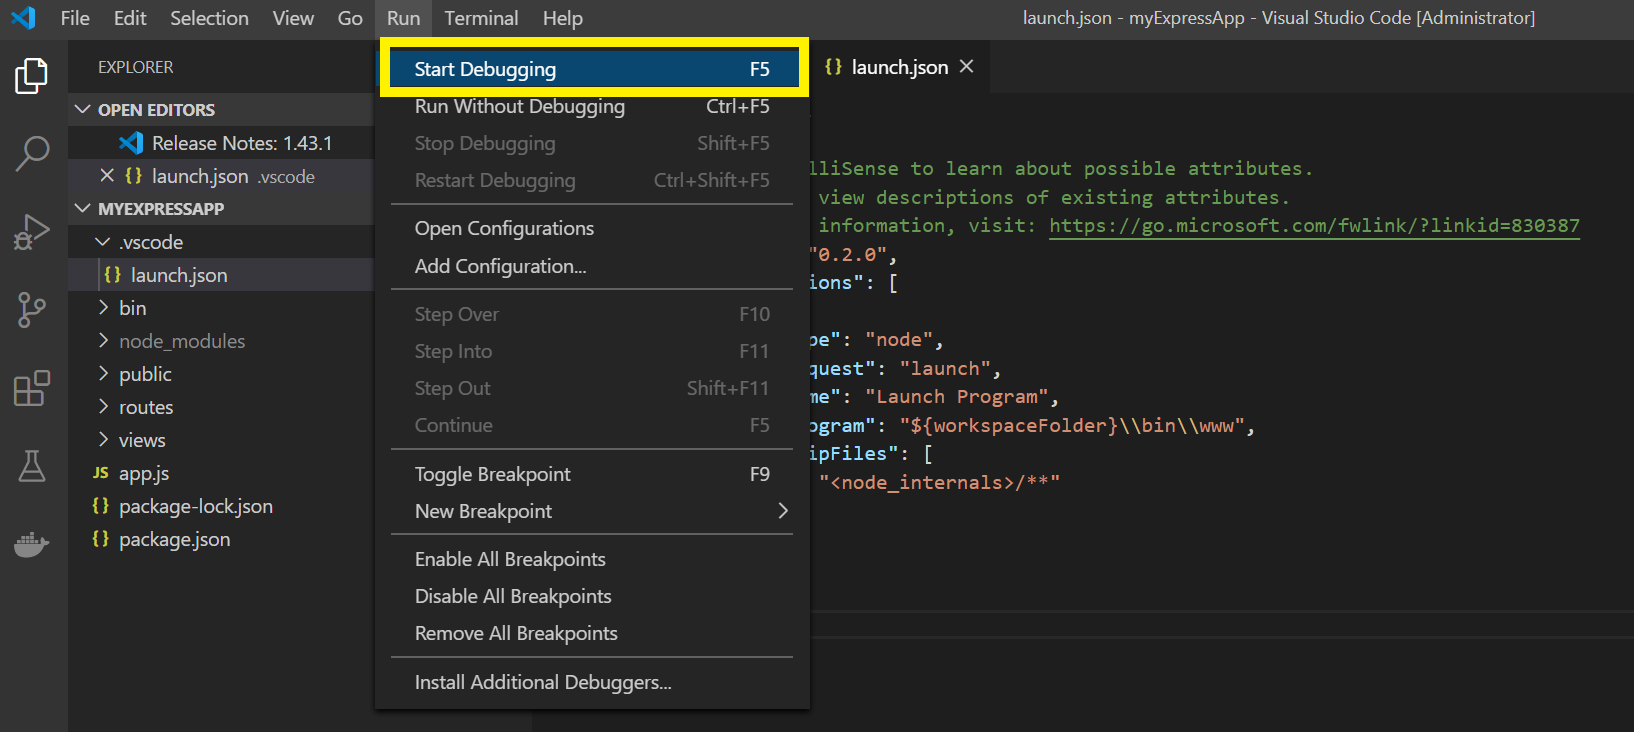 File Edit Selection View Go Run Terminal Help launch.json - myExpressApp - Visual Studio Code [Administrator]
EXPLORER
OPEN EDITORS
Release Notes: 1.43.1
launch.json .vscode
MYEXPRESSAPP
.vscode
{} launch.json
bin
node_modules
public
routes
views
JS app.js
{} package-lock.json
{} package.json
Start Debugging F5
Run Without Debugging Ctrl+F5
Stop Debugging Shift+F5
Restart Debugging Ctrl+Shift+F5
Open Configurations
Add Configuration...
Step Over F10
Step Into F11
Step Out Shift+F11
Continue F5
Toggle Breakpoint F9
New Breakpoint
Enable All Breakpoints
Disable All Breakpoints
Remove All Breakpoints
Install Additional Debuggers...
{} launch.json
lliSense to learn about possible attributes.
view descriptions of existing attributes.
information, visit: https://go.microsoft.com/fwlink/?linkid=830387
"0.2.0",
ions": [
pe": "node",
quest": "launch",
me": "Launch Program",
ogram": "${workspaceFolder}\\bin\\www",
ipFiles": [
"<node_internals>/**"